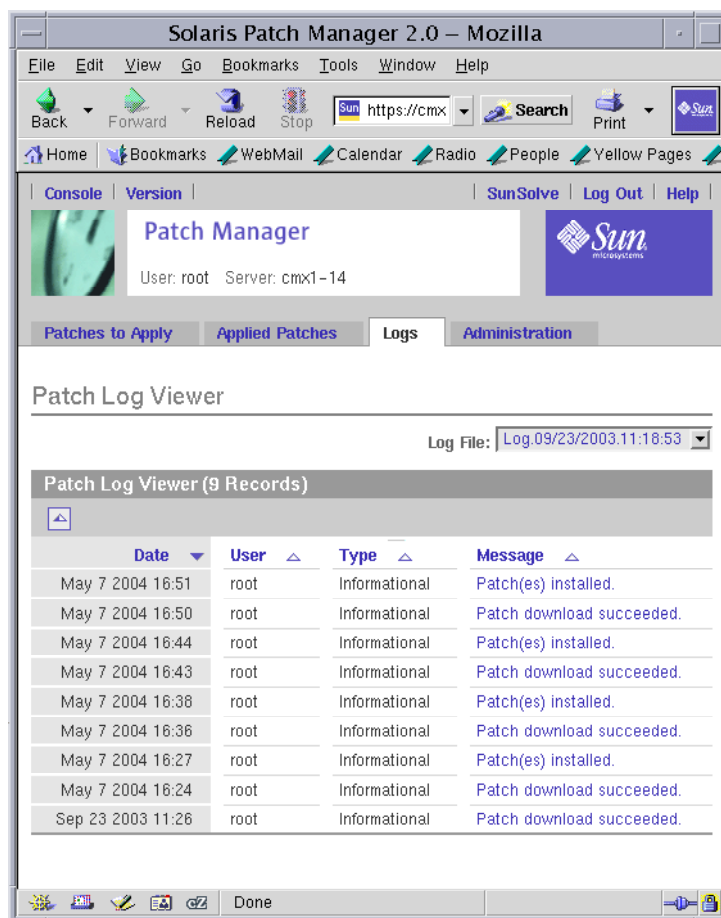 Solaris Patch Manager 2.0 – Mozilla
File Edit View Go Bookmarks Tools Window Help
Back Forward Reload Stop Sun https://cmx Search Print Sun
Home Bookmarks WebMail Calendar Radio People Yellow Pages
Console Version SunSolve Log Out Help
Patch Manager
Sun
microsystems
User: root Server: cmx1-14
Patches to Apply Applied Patches Logs Administration
Patch Log Viewer
Log File: Log.09/23/2003.11:18:53
Patch Log Viewer (9 Records)
Date User Type Message
May 7 2004 16:51 root Informational Patch(es) installed.
May 7 2004 16:50 root Informational Patch download succeeded.
May 7 2004 16:44 root Informational Patch(es) installed.
May 7 2004 16:43 root Informational Patch download succeeded.
May 7 2004 16:38 root Informational Patch(es) installed.
May 7 2004 16:36 root Informational Patch download succeeded.
May 7 2004 16:27 root Informational Patch(es) installed.
May 7 2004 16:24 root Informational Patch download succeeded.
Sep 23 2003 11:26 root Informational Patch download succeeded.
Done